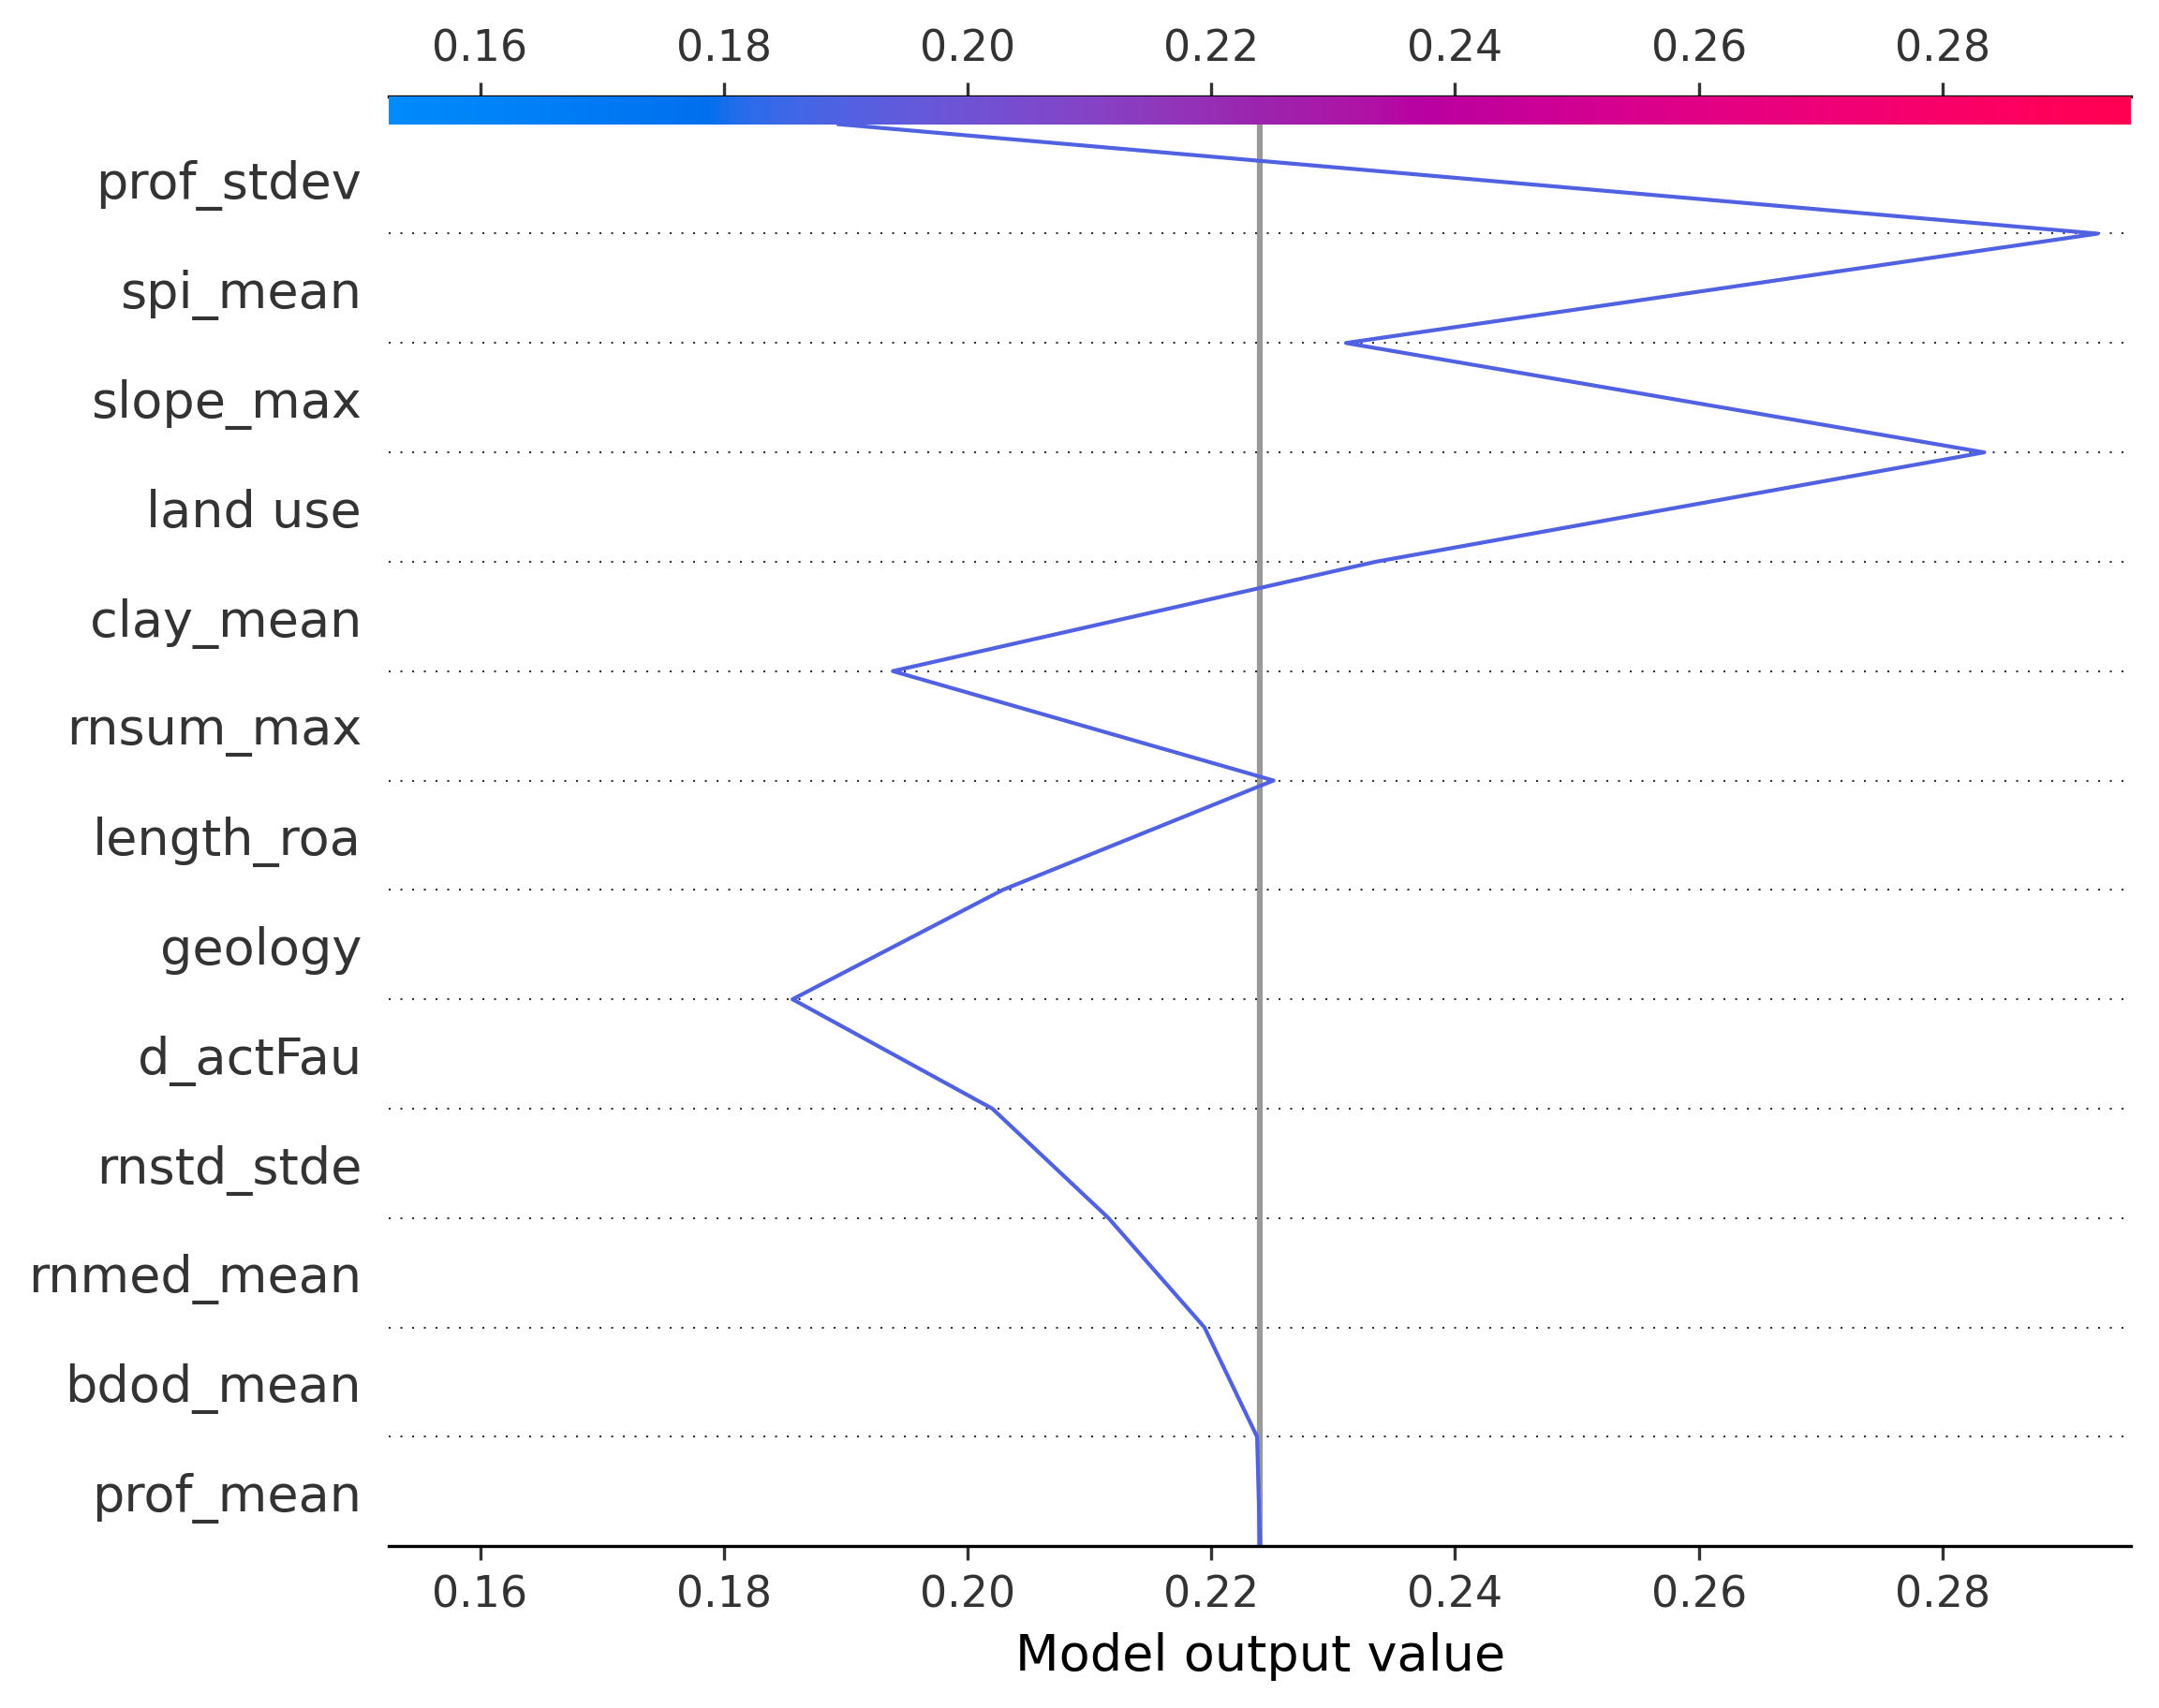 0.16 0.18 0.20 0.22 0.24 0.26 0.28
prof_stdev
spi_mean
slope_max
land use
clay_mean
rnsum_max
length_roa
geology
d_actFau
rnstd_stde
rnmed_mean
bdod_mean
prof_mean
0.16 0.18 0.20 0.22 0.24 0.26 0.28
Model output value